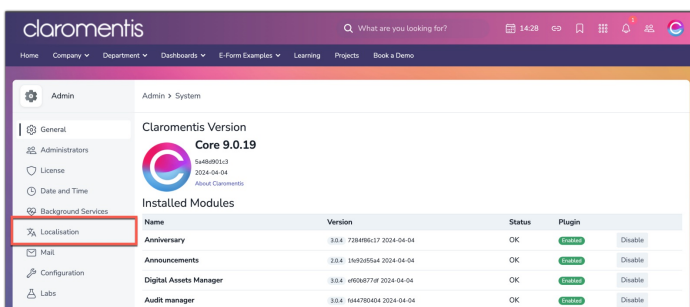 claromentis
What are you looking for?
14:28
2
Home Company Department Dashboards E-Form Examples Learning Projects Book a Demo
Admin
Admin > System
General
Administrators
License
Date and Time
Background Services
Localisation
Mail
Configuration
Labs
Claromentis Version
Core 9.0.19
5a48d901c3
2024-04-04
About Claromentis
Installed Modules
Name Version Status Plugin
Anniversary 3.0.4 7284f86c17 2024-04-04 OK Enabled Disable
Announcements 2.0.4 1fe92d55a4 2024-04-04 OK Enabled Disable
Digital Assets Manager 3.0.4 ef60b877df 2024-04-04 OK Enabled Disable
Audit manager 3.0.4 fd44780404 2024-04-04 OK Enabled Disable